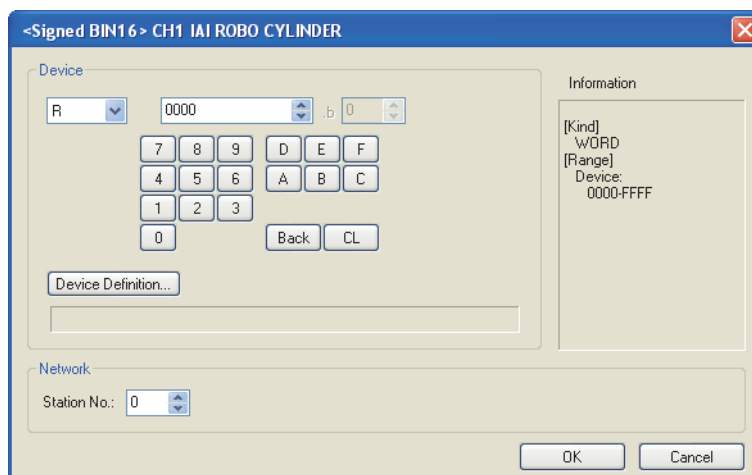 <Signed BIN16> CH1 IAI ROBO CYLINDER
Device
R 0000 .b 0
7 8 9 D E F
4 5 6 A B C
1 2 3
0 Back CL
Device Definition...
Information
[Kind]
WORD
[Range]
Device:
0000-FFFF
Network
Station No.: 0
OK Cancel